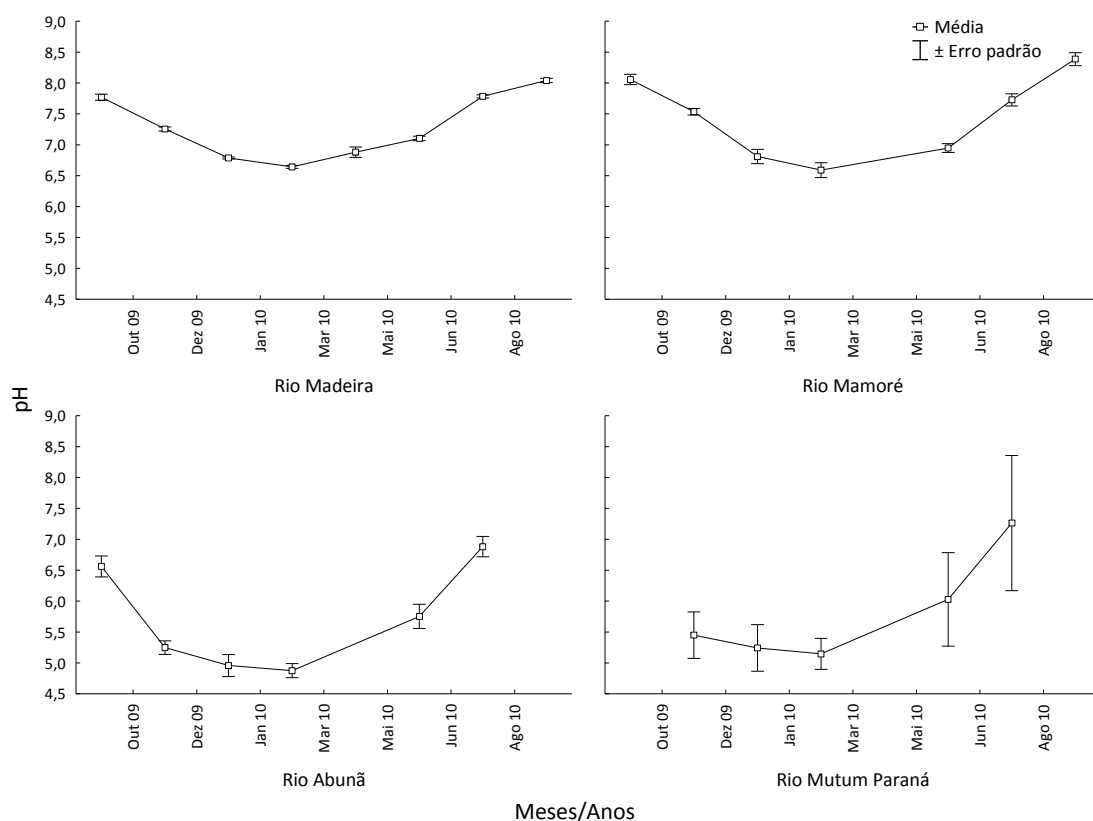 9,0
8,5
8,0
7,5
7,0
6,5
6,0
5,5
5,0
4,5
Out 09
Dez 09
Jan 10
Mar 10
Mai 10
Jun 10
Ago 10
Rio Madeira
Média
± Erro padrão
Out 09
Dez 09
Jan 10
Mar 10
Mai 10
Jun 10
Ago 10
Rio Mamoré
pH
9,0
8,5
8,0
7,5
7,0
6,5
6,0
5,5
5,0
4,5
Out 09
Dez 09
Jan 10
Mar 10
Mai 10
Jun 10
Ago 10
Rio Abunã
Out 09
Dez 09
Jan 10
Mar 10
Mai 10
Jun 10
Ago 10
Rio Mutum Paraná
Meses/Anos